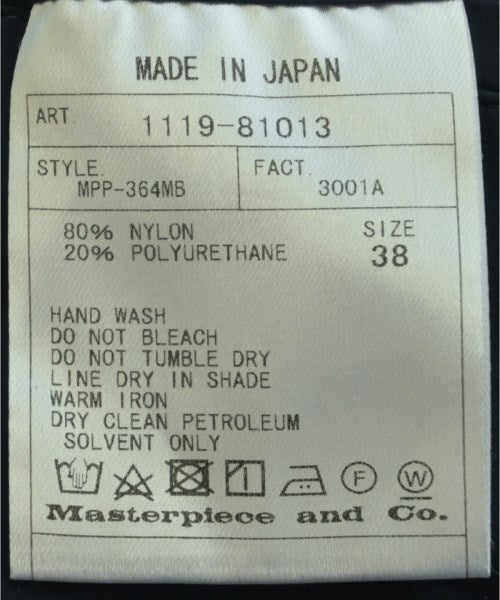 MADE IN JAPAN
ART. 1119-81013
STYLE. FACT.
MPP-364MB 3001A
80% NYLON SIZE
20% POLYURETHANE 38
HAND WASH
DO NOT BLEACH
DO NOT TUMBLE DRY
LINE DRY IN SHADE
WARM IRON
DRY CLEAN PETROLEUM
SOLVENT ONLY
F W
Masterpiece and Co.